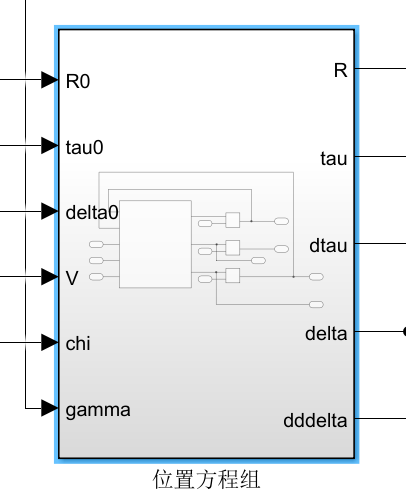 R0
R
tau0
tau
delta0
dtau
V
delta
chi
dddelta
gamma
位置方程组